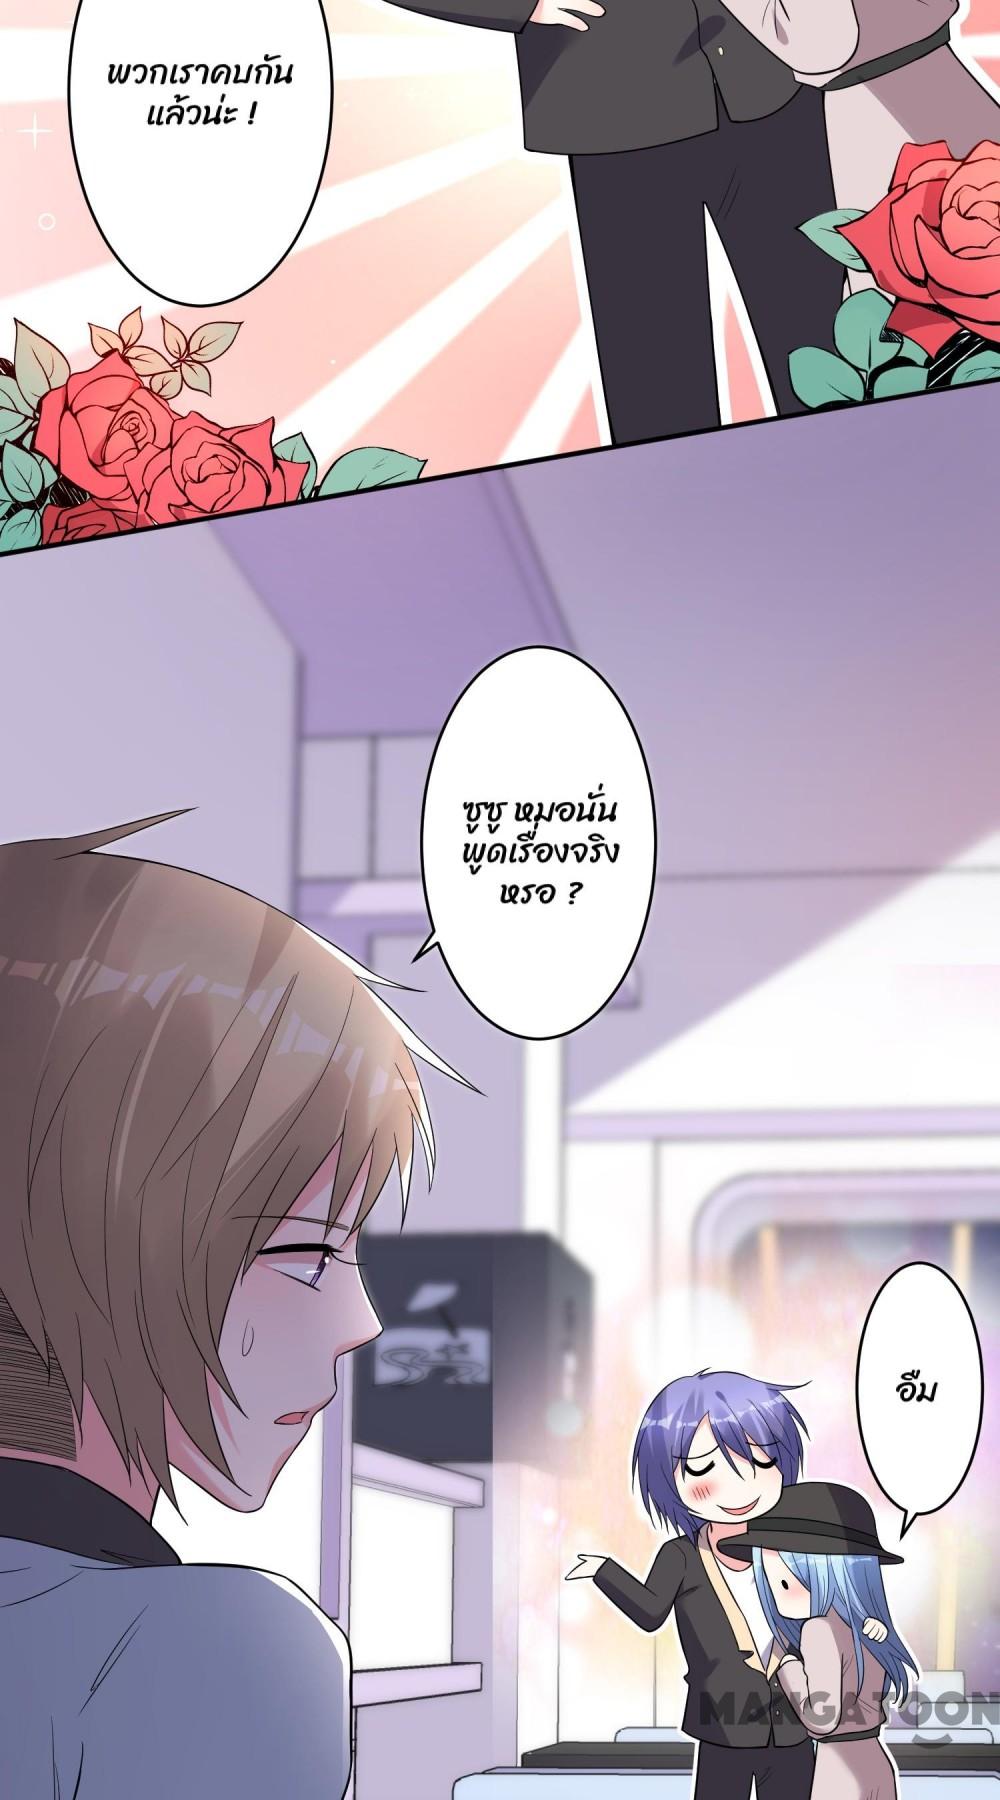 พวกเราคบกัน
แล้วน่ะ !
ซูซู หมอนั่น
พูดเรื่องจริง
หรอ ?
อืม
MANGATOON